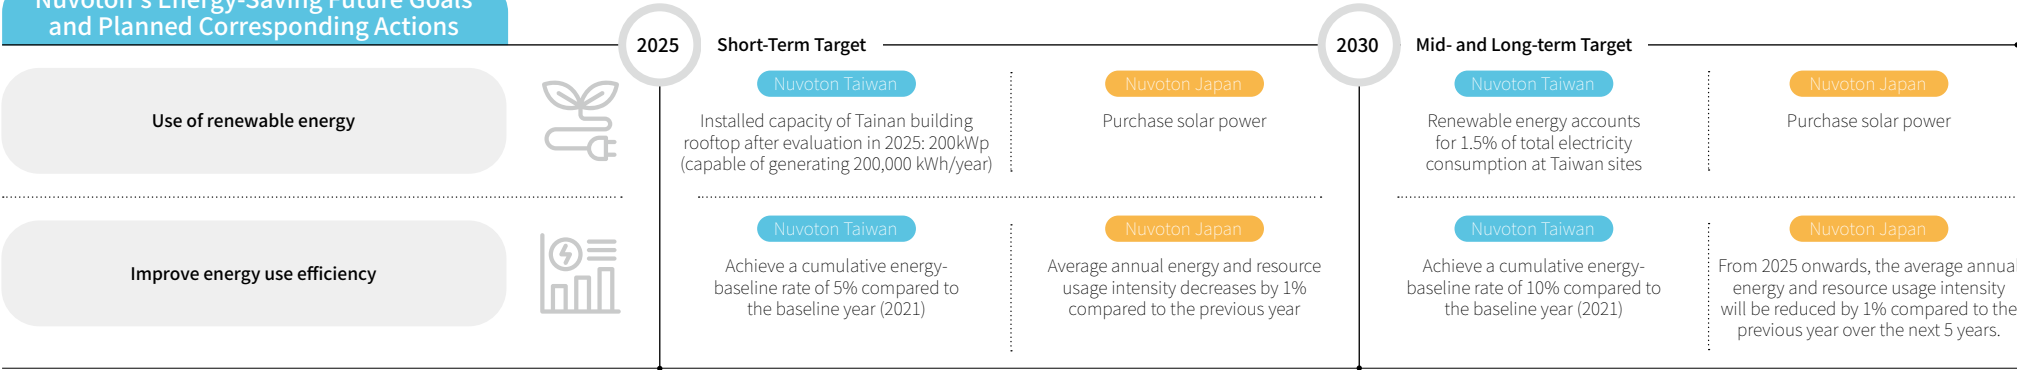 Nuvoton's Energy-Saving Future Goals
and Planned Corresponding Actions
2025
Short-Term Target
2030
Mid- and Long-term Target
Use of renewable energy
Nuvoton Taiwan
Installed capacity of Tainan building
rooftop after evaluation in 2025: 200kWp
(capable of generating 200,000 kWh/year)
Nuvoton Japan
Purchase solar power
Nuvoton Taiwan
Renewable energy accounts
for 1.5% of total electricity
consumption at Taiwan sites
Nuvoton Japan
Purchase solar power
Improve energy use efficiency
Nuvoton Taiwan
Achieve a cumulative energy-
baseline rate of 5% compared to
the baseline year (2021)
Nuvoton Japan
Average annual energy and resource
usage intensity decreases by 1%
compared to the previous year
Nuvoton Taiwan
Achieve a cumulative energy-
baseline rate of 10% compared to
the baseline year (2021)
Nuvoton Japan
From 2025 onwards, the average annual
energy and resource usage intensity
will be reduced by 1% compared to the
previous year over the next 5 years.